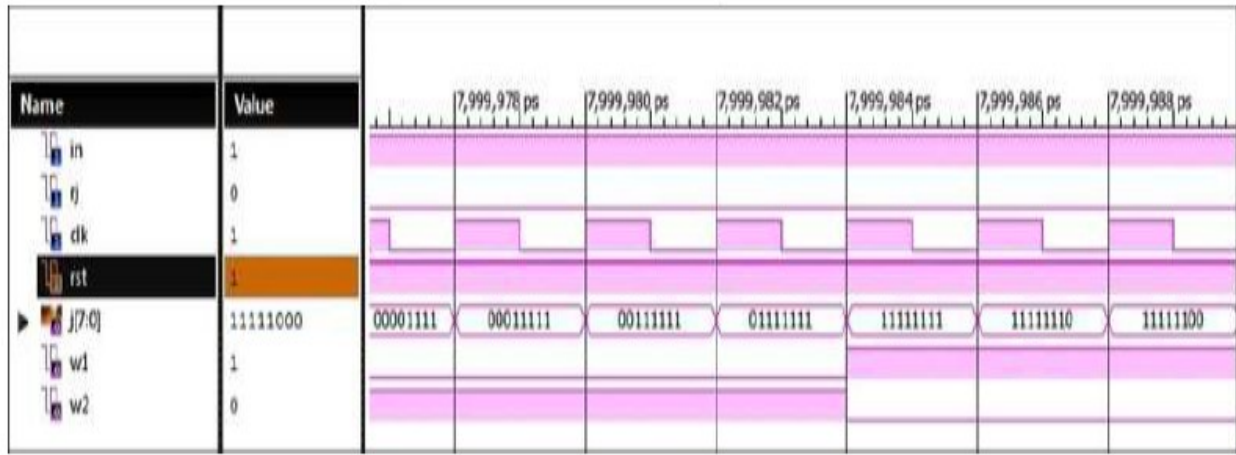 Name Value 7,999,978 ps 7,999,980 ps 7,999,982 ps 7,999,984 ps 7,999,986 ps 7,999,988 ps
in 1
rj 0
clk 1
rst 1
j[7:0] 11111000 00001111 00011111 00111111 01111111 11111111 11111110 11111100
w1 1
w2 0